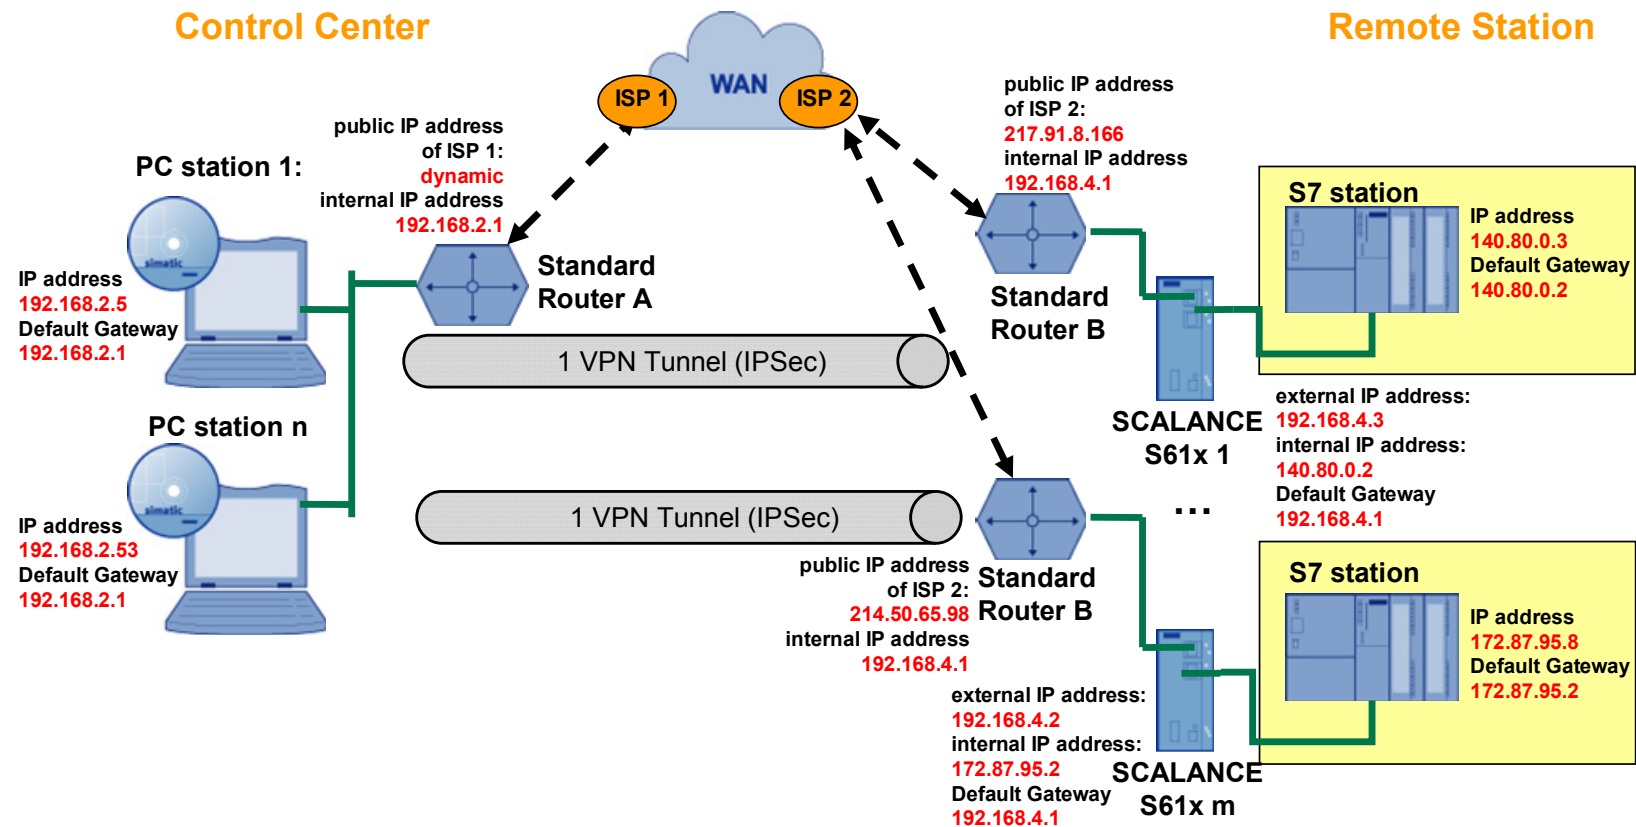 Control Center
Remote Station
WAN
ISP 1
ISP 2
public IP address
of ISP 1:
dynamic
internal IP address
192.168.2.1
PC station 1:
simatic
IP address
192.168.2.5
Default Gateway
192.168.2.1
Standard
Router A
public IP address
of ISP 2:
217.91.8.166
internal IP address
192.168.4.1
Standard
Router B
S7 station
IP address
140.80.0.3
Default Gateway
140.80.0.2
1 VPN Tunnel (IPSec)
SCALANCE
S61x 1
external IP address:
192.168.4.3
internal IP address:
140.80.0.2
Default Gateway
192.168.4.1
PC station n
simatic
IP address
192.168.2.53
Default Gateway
192.168.2.1
1 VPN Tunnel (IPSec)
...
public IP address
of ISP 2:
214.50.65.98
internal IP address
192.168.4.1
Standard
Router B
S7 station
IP address
172.87.95.8
Default Gateway
172.87.95.2
external IP address:
192.168.4.2
internal IP address:
172.87.95.2
Default Gateway
192.168.4.1
SCALANCE
S61x m